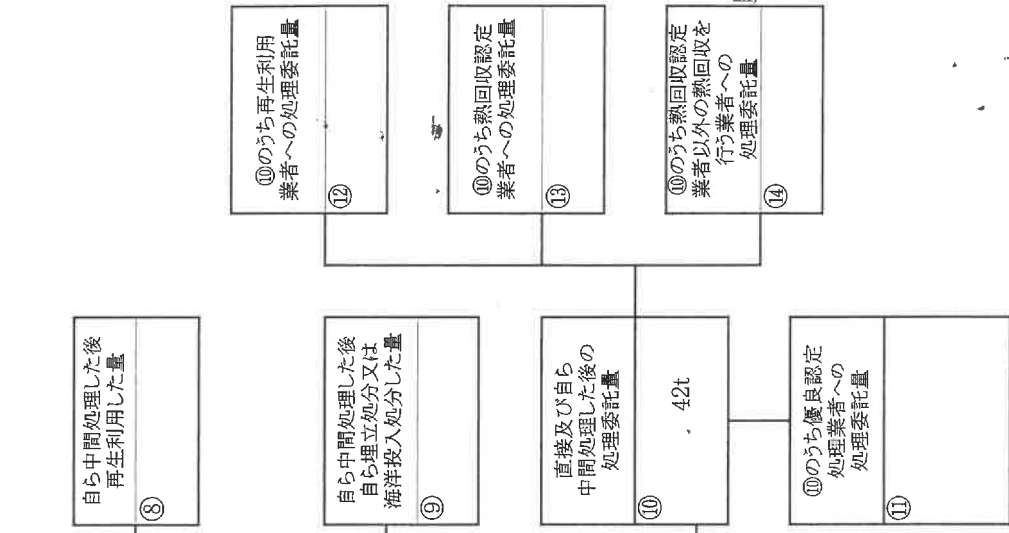 自ら中間処理した後
再生利用した量
⑧
自ら中間処理した後
自ら埋立処分又は
海洋投入処分した量
⑨
直接及び自ら
中間処理した後の
処理委託量
⑩
42t
⑩のうち優良認定
処理業者への
処理委託量
⑪
⑩のうち再生利用
業者への処理委託量
⑫
⑩のうち熱回収認定
業者への処理委託量
⑬
⑩のうち熱回収認定
業者以外の熱回収を
行う業者への
処理委託量
⑭